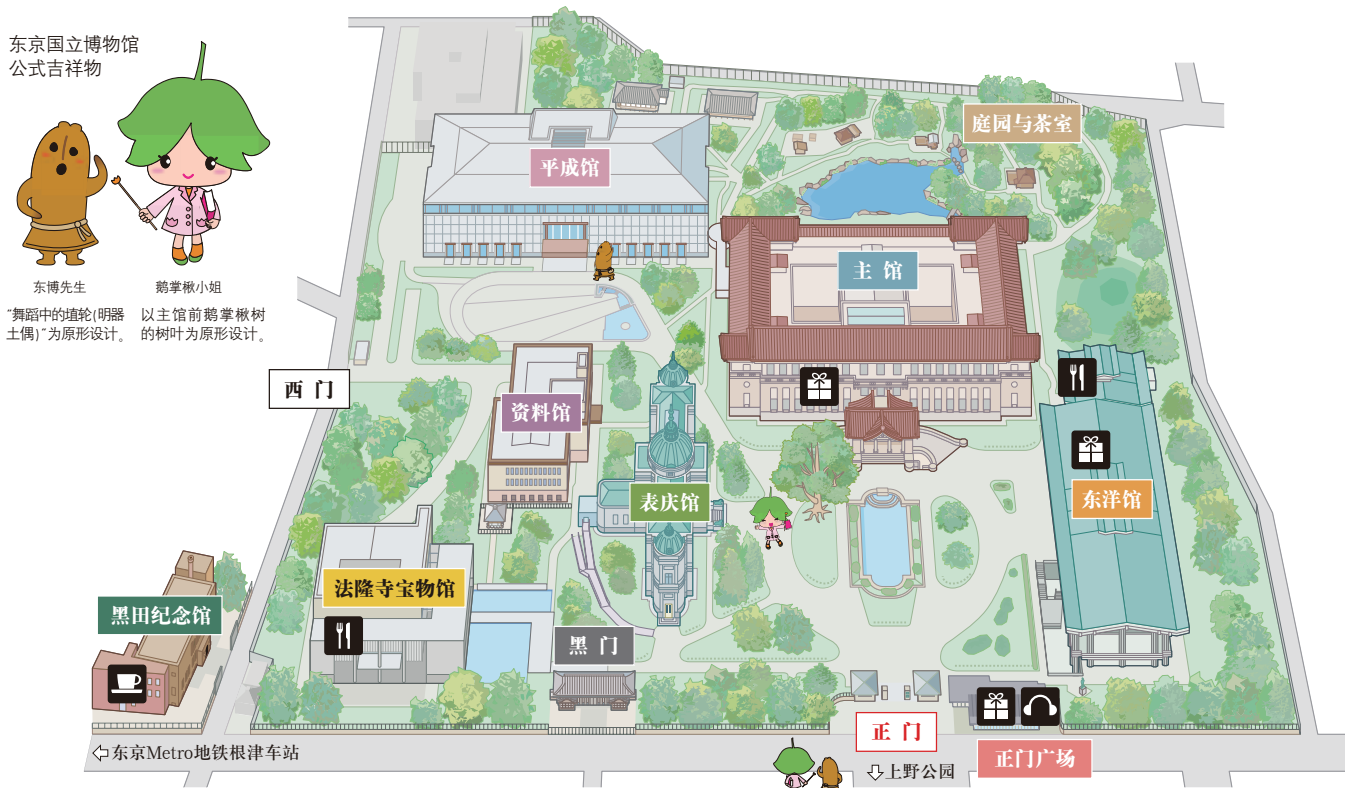 东京国立博物馆
公式吉祥物
东博先生
“舞蹈中的埴轮(明器
土偶)”为原形设计。
鹅掌楸小姐
以主馆前鹅掌楸树
的树叶为原形设计。
庭园与茶室
平成馆
主馆
西门
资料馆
表庆馆
东洋馆
法隆寺宝物馆
黑田纪念馆
黑门
正门
正门广场
东京Metro地铁根津车站
上野公园